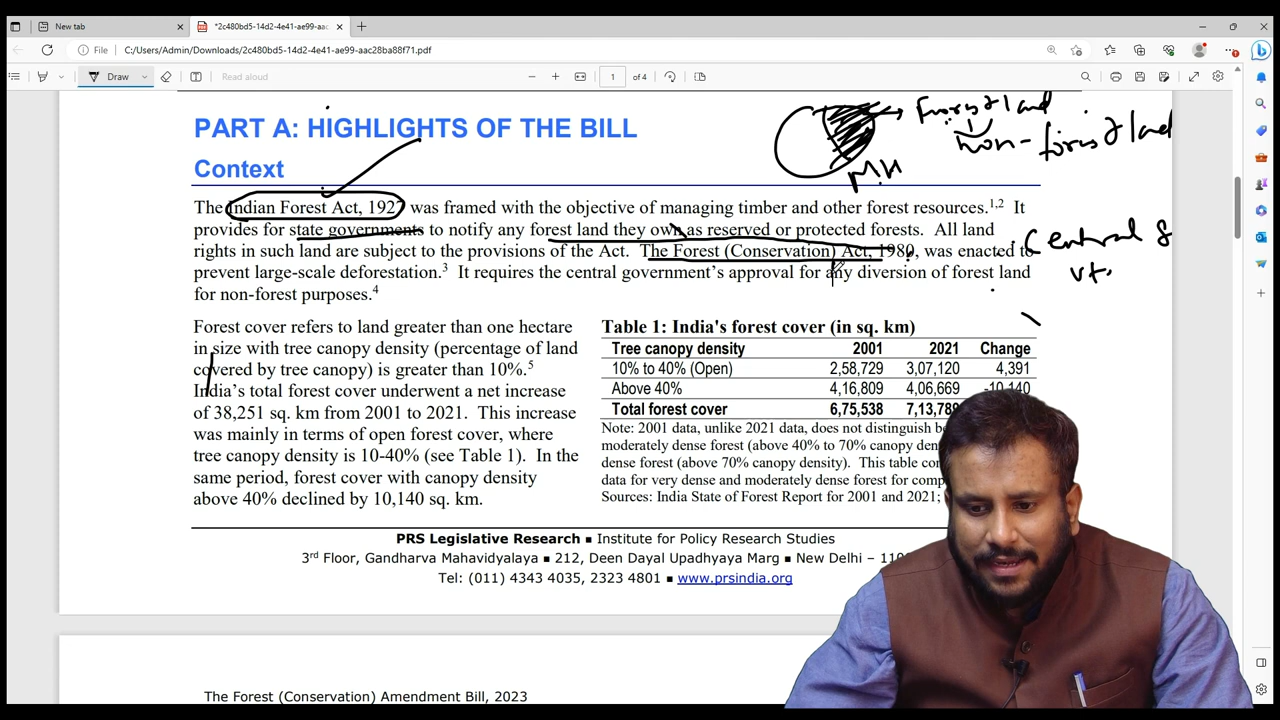 New tab
*2c480bd5-14d2-4e41-ae99-aac
File C:/Users/Admin/Downloads/2c480bd5-14d2-4e41-ae99-aac28ba88f71.pdf
Draw Read aloud 1 of 4
PART A: HIGHLIGHTS OF THE BILL
Forest land
non-forest land
MH
Context
The Indian Forest Act, 1927 was framed with the objective of managing timber and other forest resources.1,2 It
provides for state governments to notify any forest land they own as reserved or protected forests. All land
rights in such land are subject to the provisions of the Act. The Forest (Conservation) Act, 1980, was enacted to
prevent large-scale deforestation.3 It requires the central government's approval for any diversion of forest land
for non-forest purposes.4
Central
Forest cover refers to land greater than one hectare
in size with tree canopy density (percentage of land
covered by tree canopy) is greater than 10%.5
India's total forest cover underwent a net increase
of 38,251 sq. km from 2001 to 2021. This increase
was mainly in terms of open forest cover, where
tree canopy density is 10-40% (see Table 1). In the
same period, forest cover with canopy density
above 40% declined by 10,140 sq. km.
Table 1: India's forest cover (in sq. km)
Tree canopy density 2001 2021 Change
10% to 40% (Open) 2,58,729 3,07,120 4,391
Above 40% 4,16,809 4,06,669 -10,140
Total forest cover 6,75,538 7,13,789
Note: 2001 data, unlike 2021 data, does not distinguish
moderately dense forest (above 40% to 70% canopy
dense forest (above 70% canopy density). This table
data for very dense and moderately dense forest for
Sources: India State of Forest Report for 2001 and 2021;
PRS Legislative Research ■ Institute for Policy Research Studies
3rd Floor, Gandharva Mahavidyalaya ■ 212, Deen Dayal Upadhyaya Marg ■ New Delhi –
Tel: (011) 4343 4035, 2323 4801 ■ www.prsindia.org
The Forest (Conservation) Amendment Bill, 2023